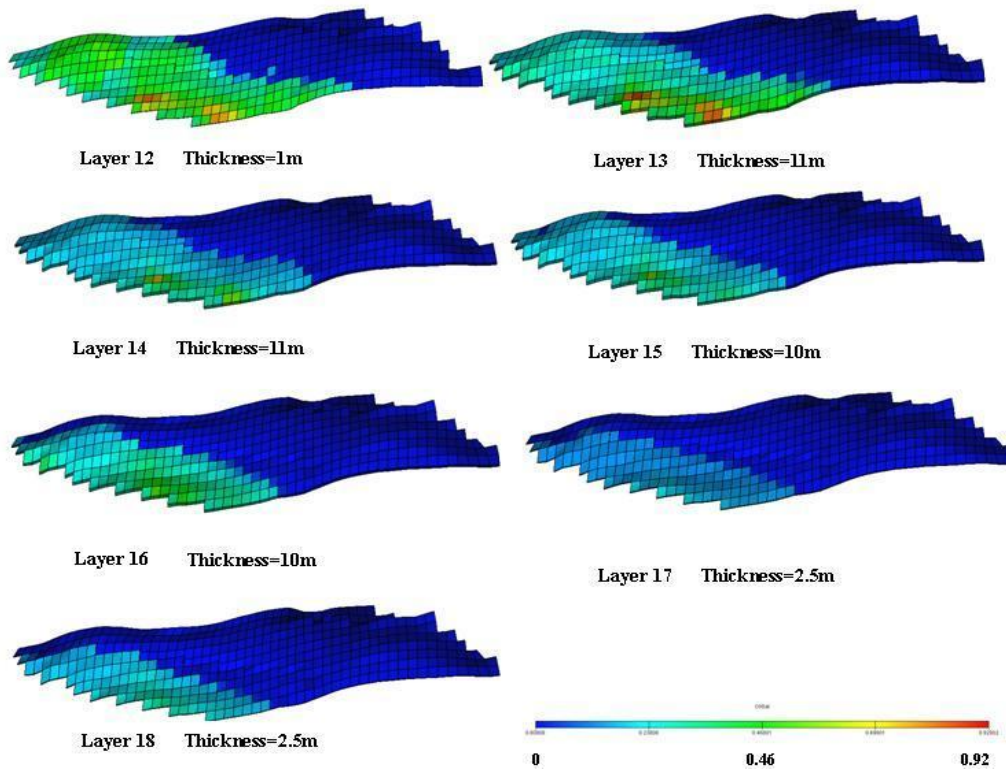 Layer 12 Thickness=1m
Layer 13 Thickness=11m
Layer 14 Thickness=11m
Layer 15 Thickness=10m
Layer 16 Thickness=10m
Layer 17 Thickness=2.5m
Layer 18 Thickness=2.5m
0 0.46 0.92